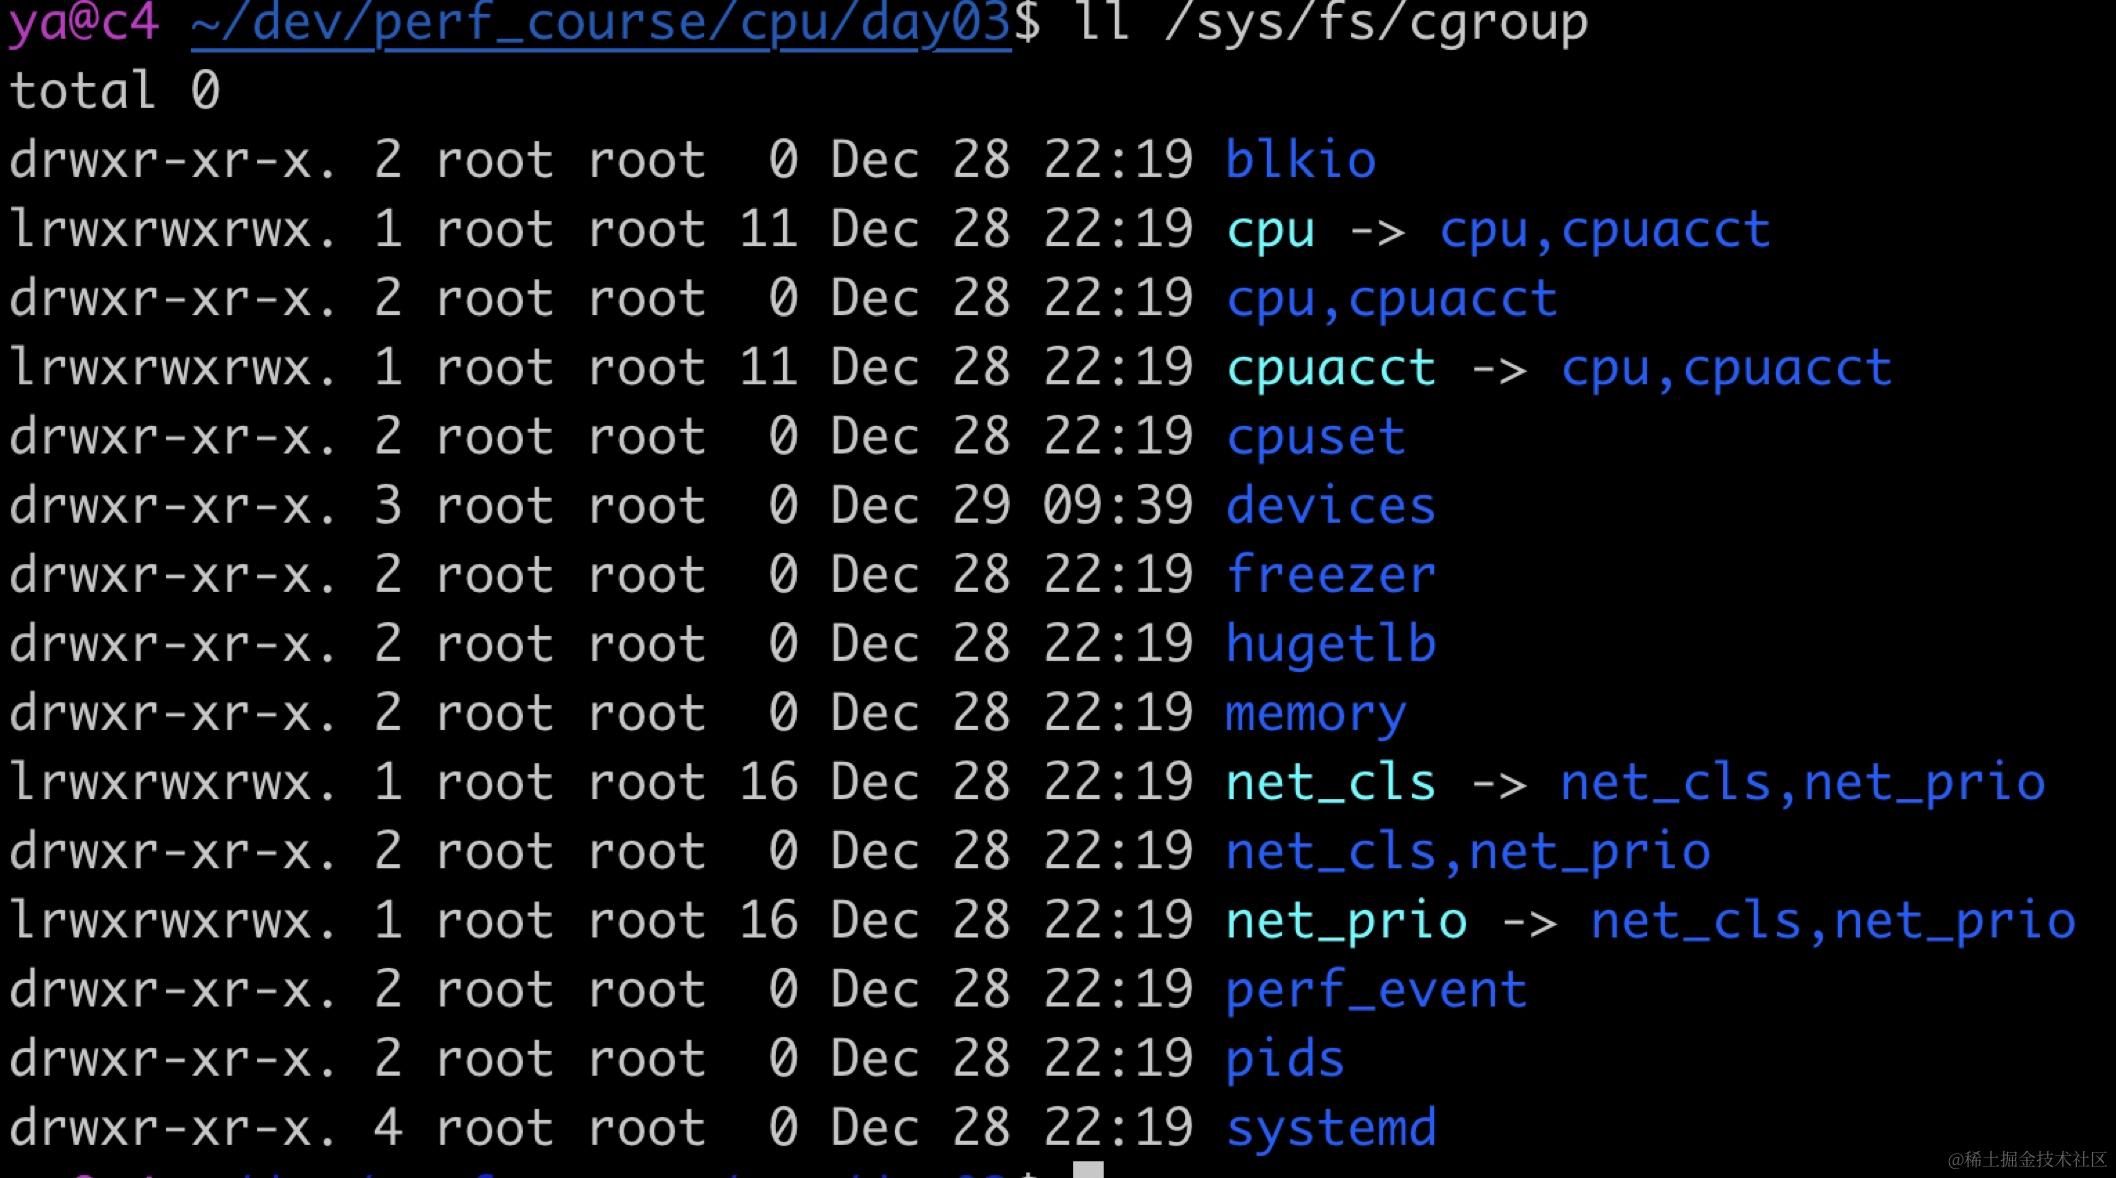 ya@c4 ~/dev/perf_course/cpu/day03$ ll /sys/fs/cgroup
total 0
drwxr-xr-x. 2 root root  0 Dec 28 22:19 blkio
lrwxrwxrwx. 1 root root 11 Dec 28 22:19 cpu -> cpu,cpuacct
drwxr-xr-x. 2 root root  0 Dec 28 22:19 cpu,cpuacct
lrwxrwxrwx. 1 root root 11 Dec 28 22:19 cpuacct -> cpu,cpuacct
drwxr-xr-x. 2 root root  0 Dec 28 22:19 cpuset
drwxr-xr-x. 3 root root  0 Dec 29 09:39 devices
drwxr-xr-x. 2 root root  0 Dec 28 22:19 freezer
drwxr-xr-x. 2 root root  0 Dec 28 22:19 hugetlb
drwxr-xr-x. 2 root root  0 Dec 28 22:19 memory
lrwxrwxrwx. 1 root root 16 Dec 28 22:19 net_cls -> net_cls,net_prio
drwxr-xr-x. 2 root root  0 Dec 28 22:19 net_cls,net_prio
lrwxrwxrwx. 1 root root 16 Dec 28 22:19 net_prio -> net_cls,net_prio
drwxr-xr-x. 2 root root  0 Dec 28 22:19 perf_event
drwxr-xr-x. 2 root root  0 Dec 28 22:19 pids
drwxr-xr-x. 4 root root  0 Dec 28 22:19 systemd
@稀土掘金技术社区